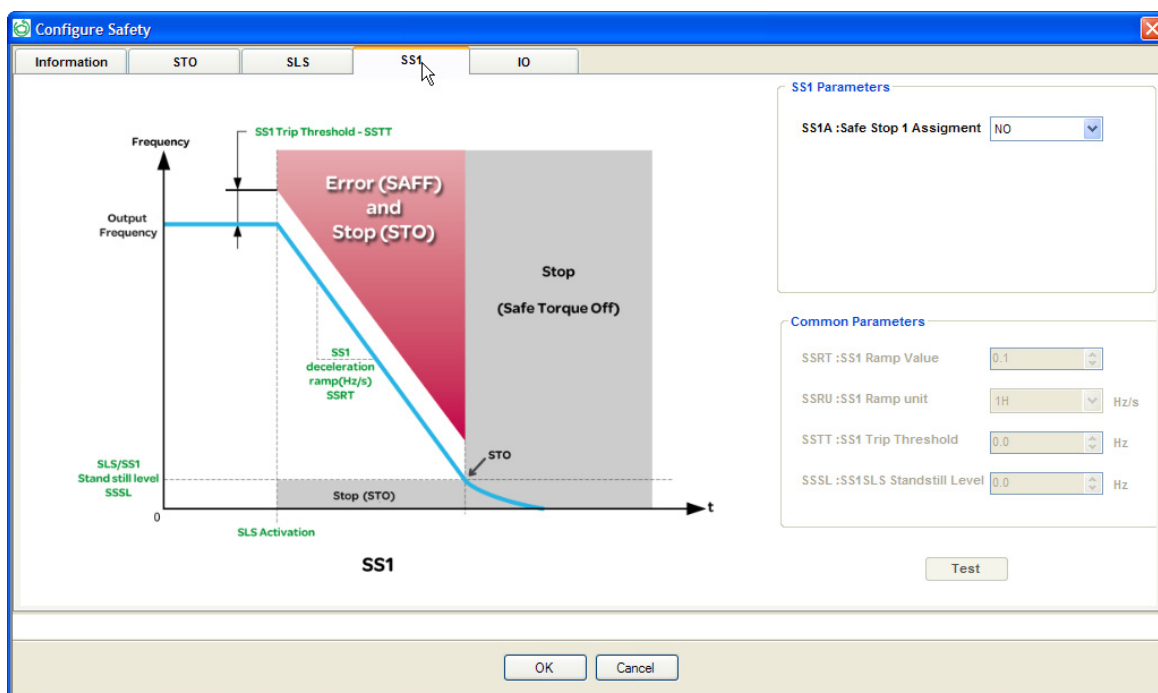 Configure Safety
Information
STO
SLS
SS1
IO
Frequency
SS1 Trip Threshold - SSTT
Output
Frequency
Error (SAFF)
and
Stop (STO)
Stop
(Safe Torque Off)
SS1
deceleration
ramp(Hz/s)
SSRT
SLS/SS1
Stand still level
SSSL
STO
Stop (STO)
0
t
SLS Activation
SS1
SS1 Parameters
SS1A :Safe Stop 1 Assigment NO
Common Parameters
SSRT :SS1 Ramp Value 0.1
SSRU :SS1 Ramp unit 1H Hz/s
SSTT :SS1 Trip Threshold 0.0 Hz
SSSL :SS1SLS Standstill Level 0.0 Hz
Test
OK
Cancel